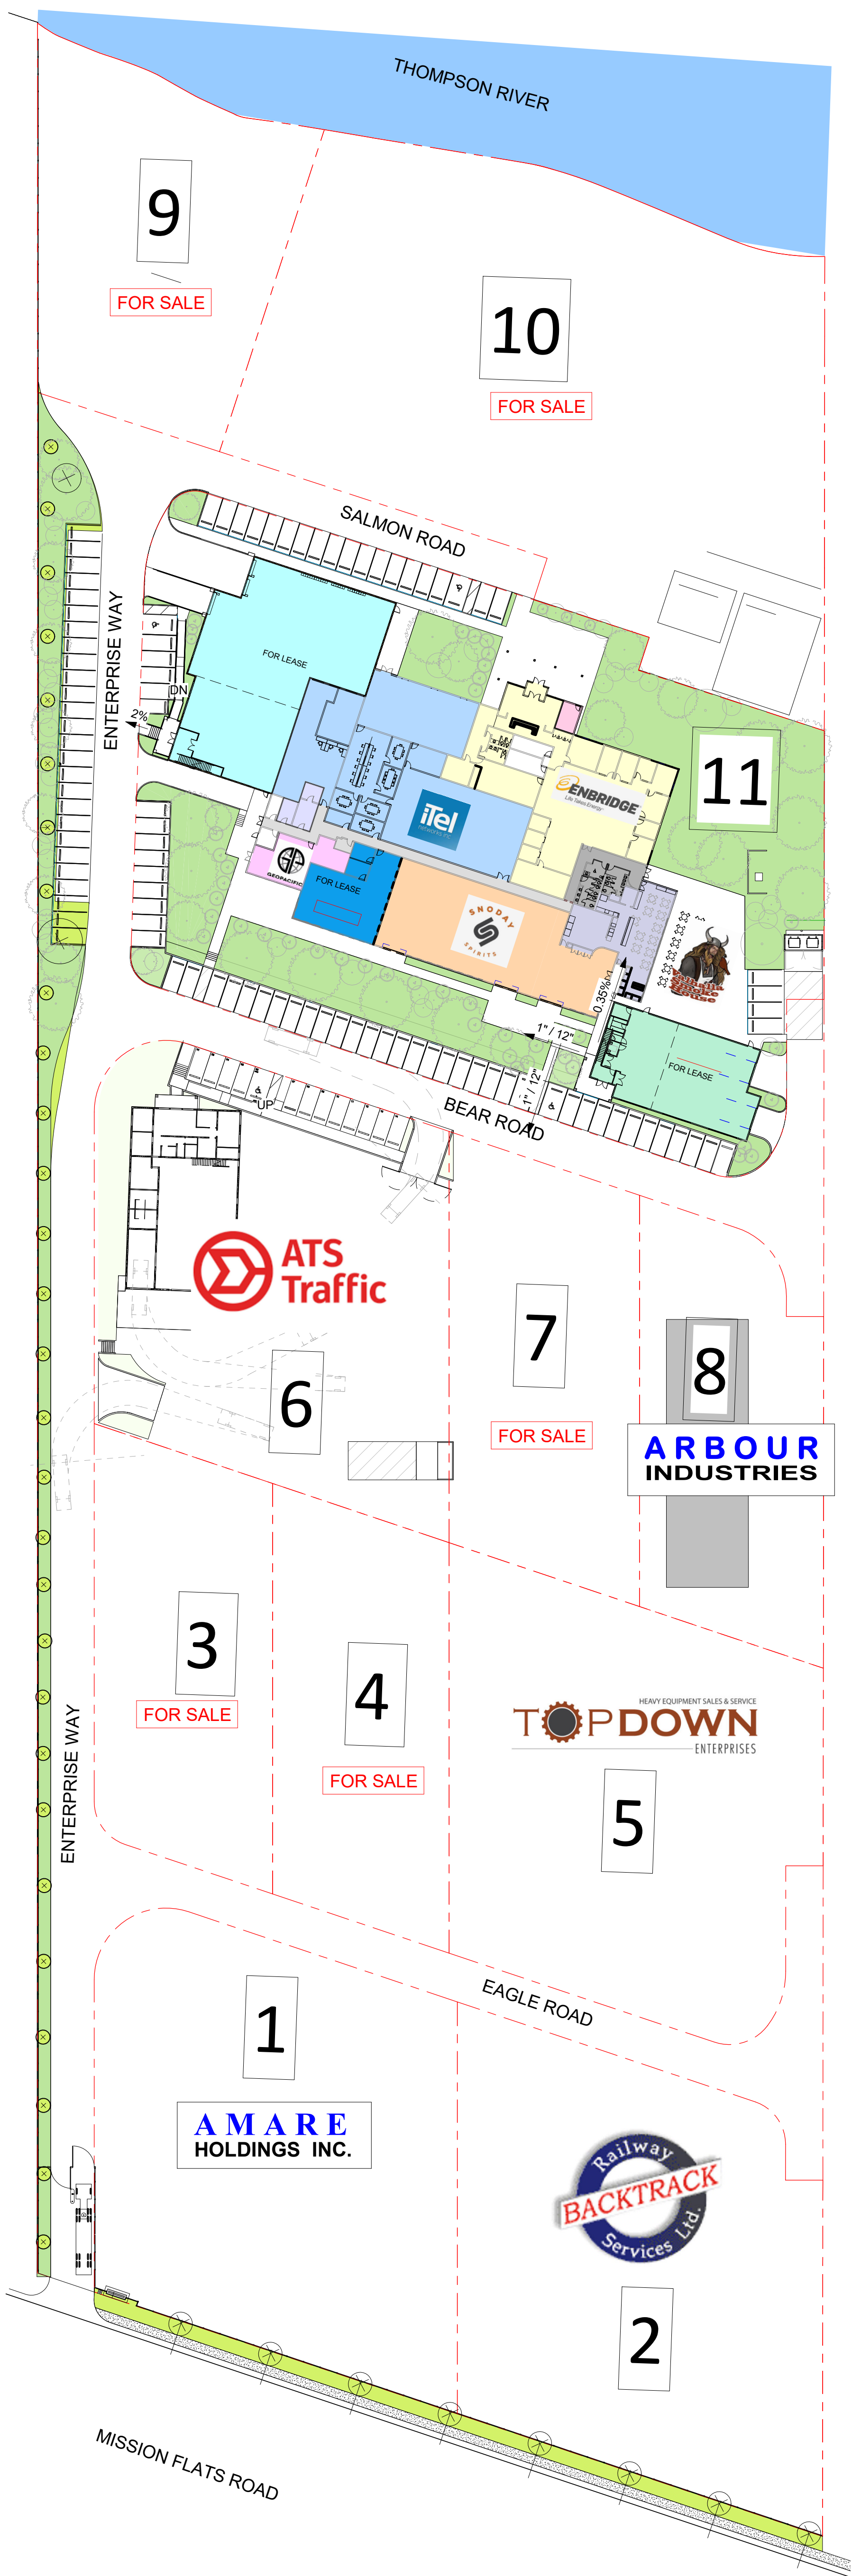 THOMPSON RIVER
9
FOR SALE
10
FOR SALE
SALMON ROAD
ENTERPRISE WAY
FOR LEASE
DN
2%
11
ENBRIDGE
Life Takes Energy
iTel
networks inc
GEOPACIFIC
FOR LEASE
SNODAY
SPIRITS
0.35%
1" / 12"
1" / 12"
FOR LEASE
BEAR ROAD
UP
ATS
Traffic
7
8
6
FOR SALE
ARBOUR
INDUSTRIES
3
4
FOR SALE
FOR SALE
HEAVY EQUIPMENT SALES & SERVICE
TOPDOWN
ENTERPRISES
5
ENTERPRISE WAY
EAGLE ROAD
1
AMARE
HOLDINGS INC.
Railway
BACKTRACK
Services Ltd.
2
MISSION FLATS ROAD